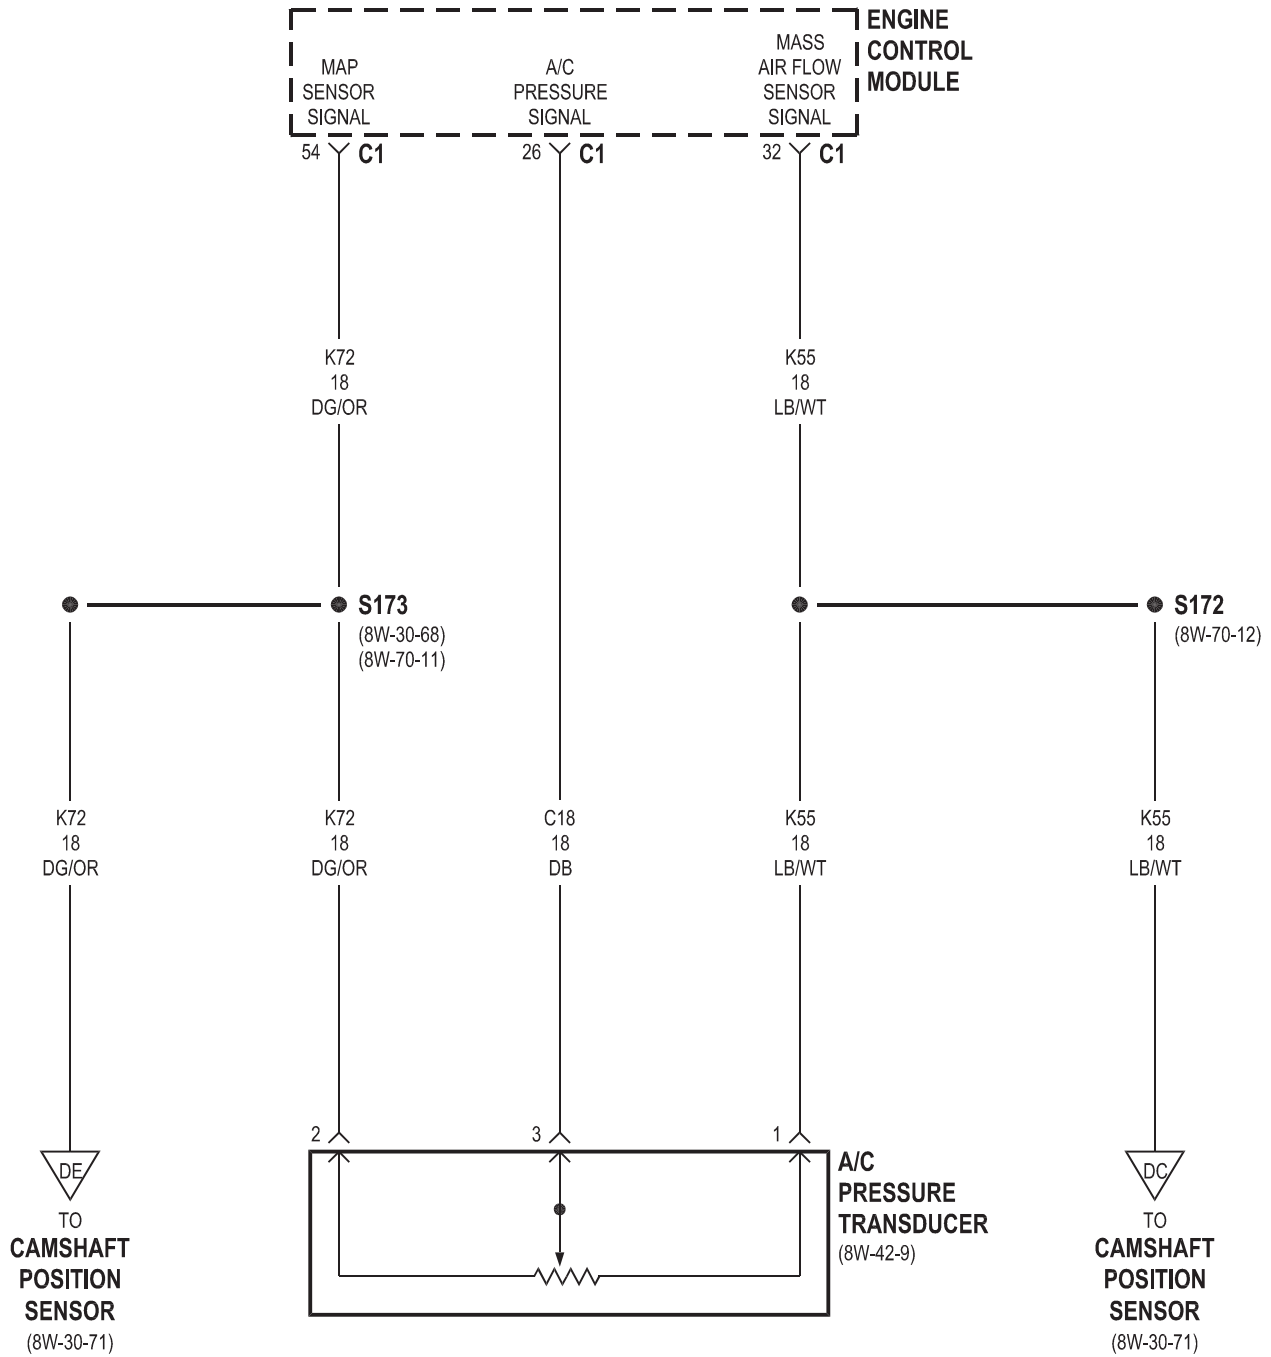 ENGINE
CONTROL
MODULE
MAP
SENSOR
SIGNAL
A/C
PRESSURE
SIGNAL
MASS
AIR FLOW
SENSOR
SIGNAL
54 C1
26 C1
32 C1
K72
18
DG/OR
K55
18
LB/WT
S173
(8W-30-68)
(8W-70-11)
S172
(8W-70-12)
K72
18
DG/OR
K72
18
DG/OR
C18
18
DB
K55
18
LB/WT
K55
18
LB/WT
2
3
1
A/C
PRESSURE
TRANSDUCER
(8W-42-9)
DE
TO
CAMSHAFT
POSITION
SENSOR
(8W-30-71)
DC
TO
CAMSHAFT
POSITION
SENSOR
(8W-30-71)